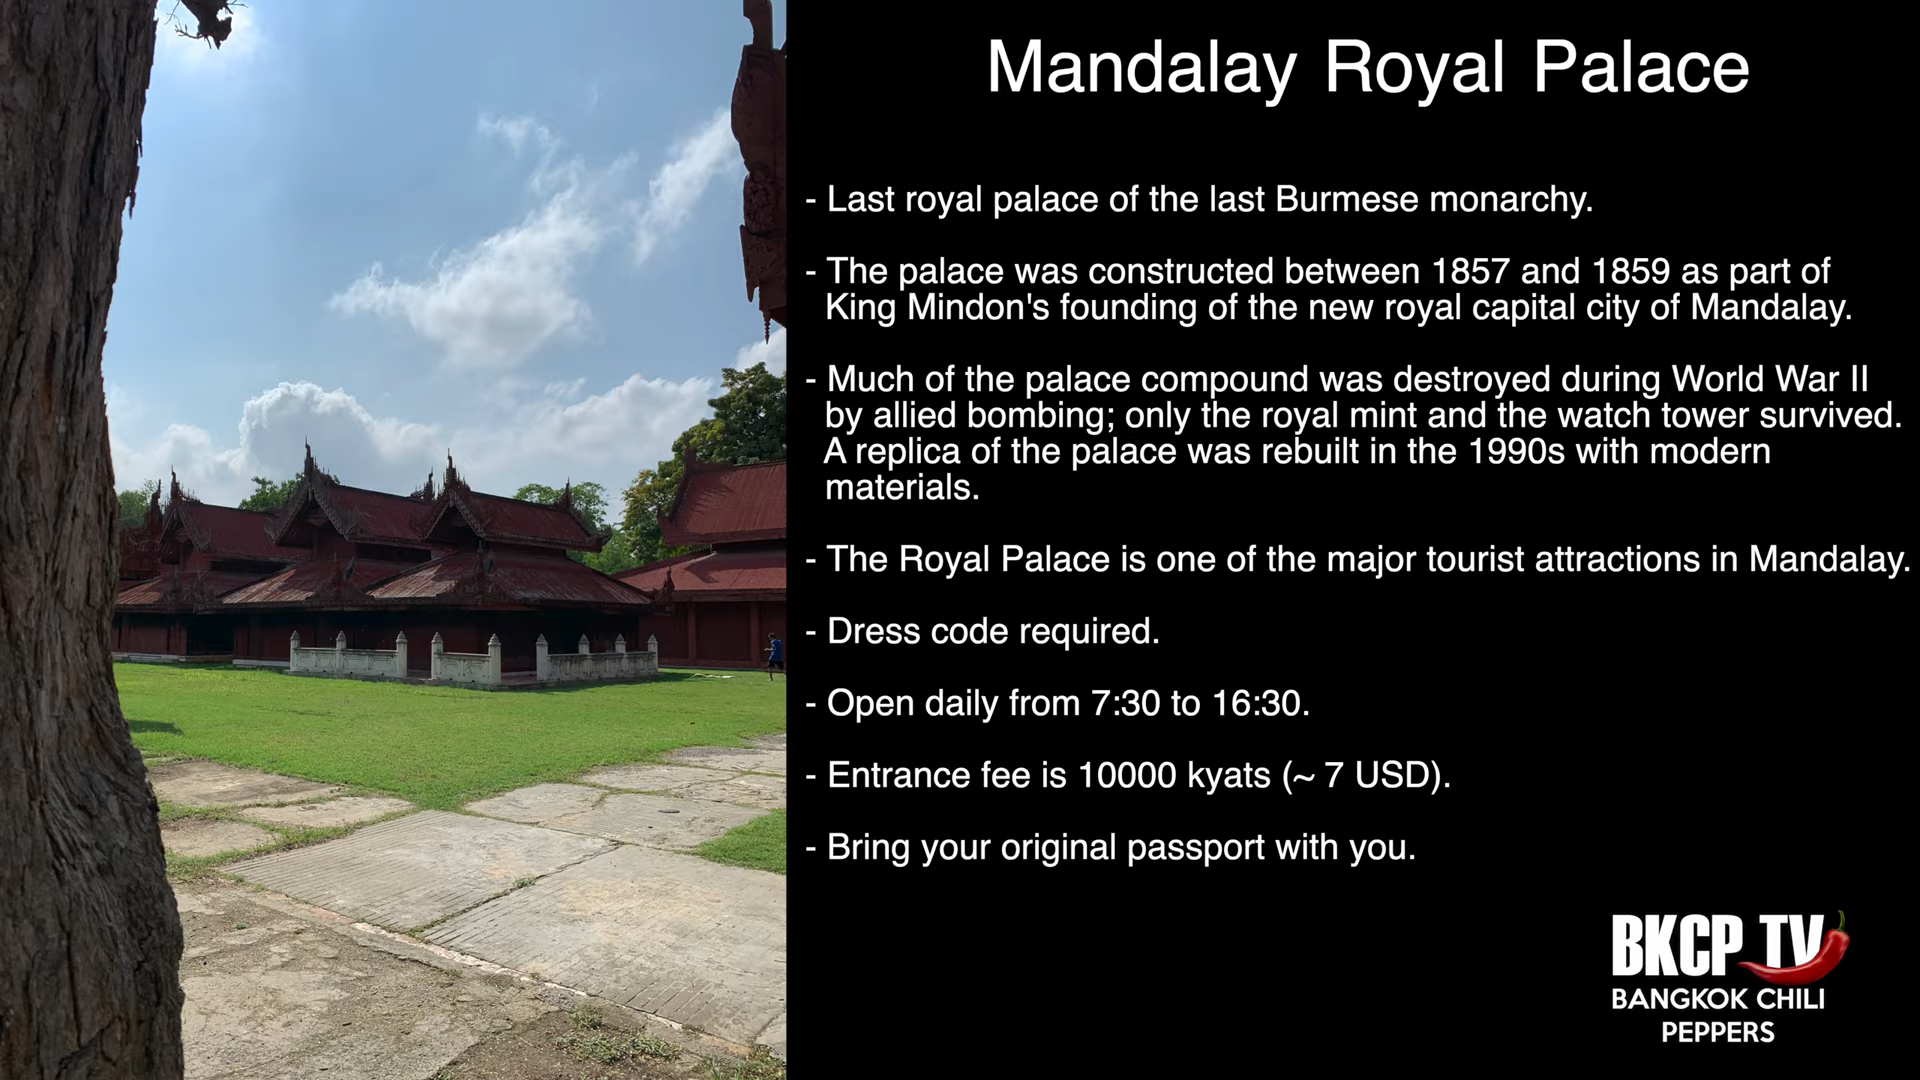 Mandalay Royal Palace
- Last royal palace of the last Burmese monarchy.
- The palace was constructed between 1857 and 1859 as part of
King Mindon's founding of the new royal capital city of Mandalay.
- Much of the palace compound was destroyed during World War II
by allied bombing; only the royal mint and the watch tower survived.
A replica of the palace was rebuilt in the 1990s with modern
materials.
- The Royal Palace is one of the major tourist attractions in Mandalay.
- Dress code required.
- Open daily from 7:30 to 16:30.
- Entrance fee is 10000 kyats (~ 7 USD).
- Bring your original passport with you.
BKCP TV
BANGKOK CHILI
PEPPERS